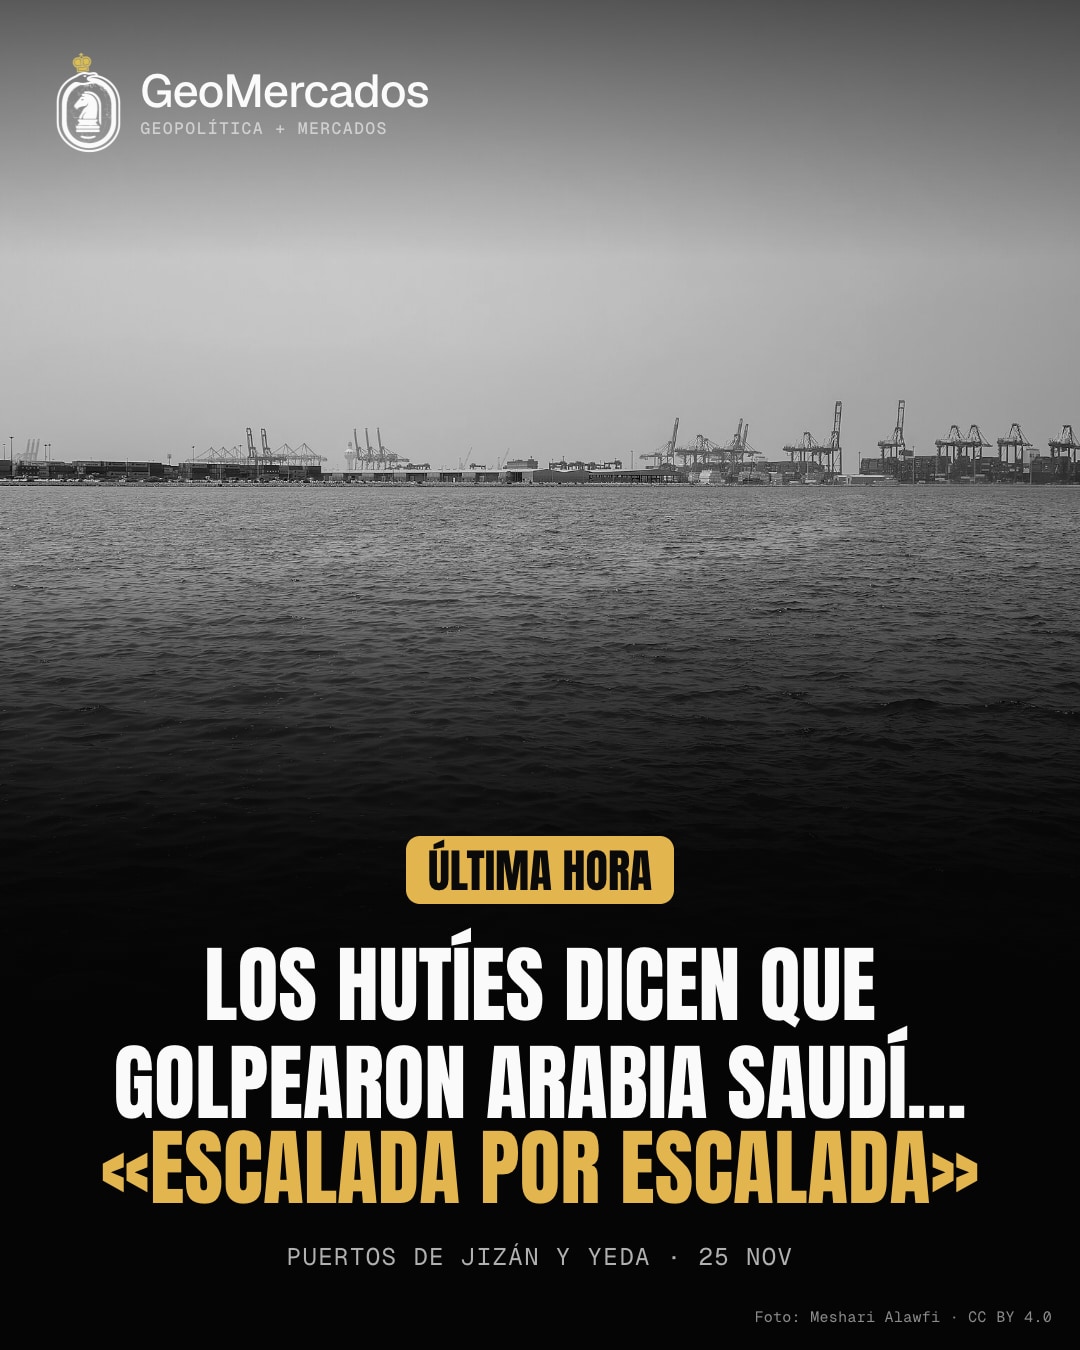 GeoMercados
GEOPOLÍTICA + MERCADOS
ÚLTIMA HORA
LOS HUTÍES DICEN QUE
GOLPEARON ARABIA SAUDÍ...
«ESCALADA POR ESCALADA»
PUERTOS DE JIZÁN Y YEDA · 25 NOV
Foto: Meshari Alawfi · CC BY 4.0